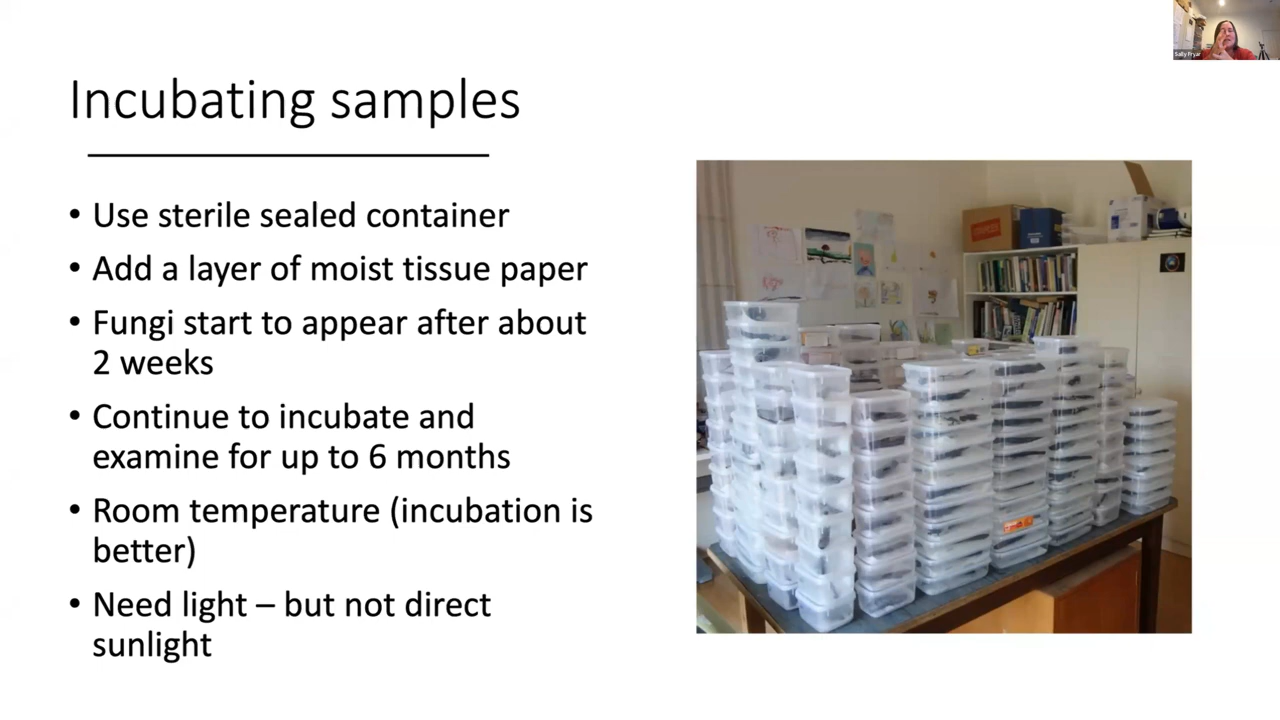 Sally Fryar
Incubating samples
• Use sterile sealed container
• Add a layer of moist tissue paper
• Fungi start to appear after about
2 weeks
• Continue to incubate and
examine for up to 6 months
• Room temperature (incubation is
better)
• Need light – but not direct
sunlight